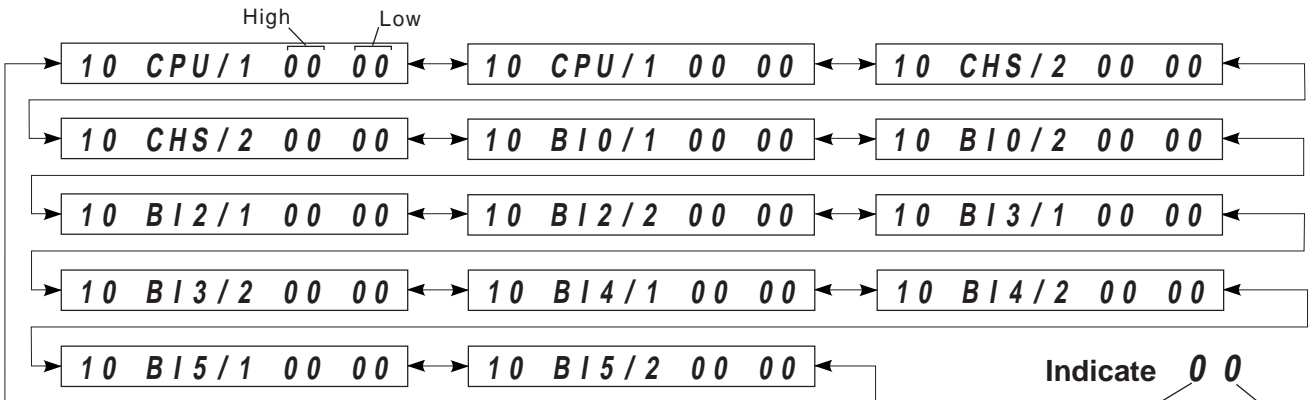 High Low
10 CPU/1 00 00 10 CPU/1 00 00 10 CHS/2 00 00
10 CHS/2 00 00 10 BI0/1 00 00 10 BI0/2 00 00
10 BI2/1 00 00 10 BI2/2 00 00 10 BI3/1 00 00
10 BI3/2 00 00 10 BI4/1 00 00 10 BI4/2 00 00
10 BI5/1 00 00 10 BI5/2 00 00 Indicate 00